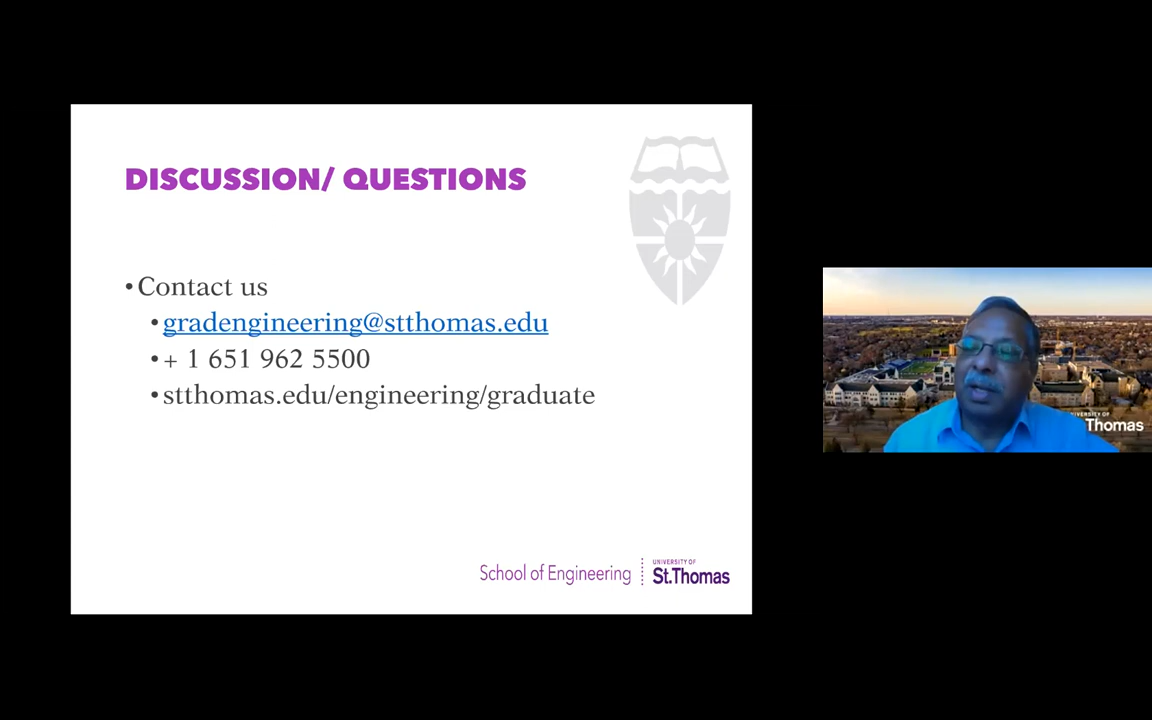 DISCUSSION/ QUESTIONS
• Contact us
• gradengineering@stthomas.edu
• + 1 651 962 5500
• stthomas.edu/engineering/graduate
School of Engineering
UNIVERSITY OF
St.Thomas
Thomas